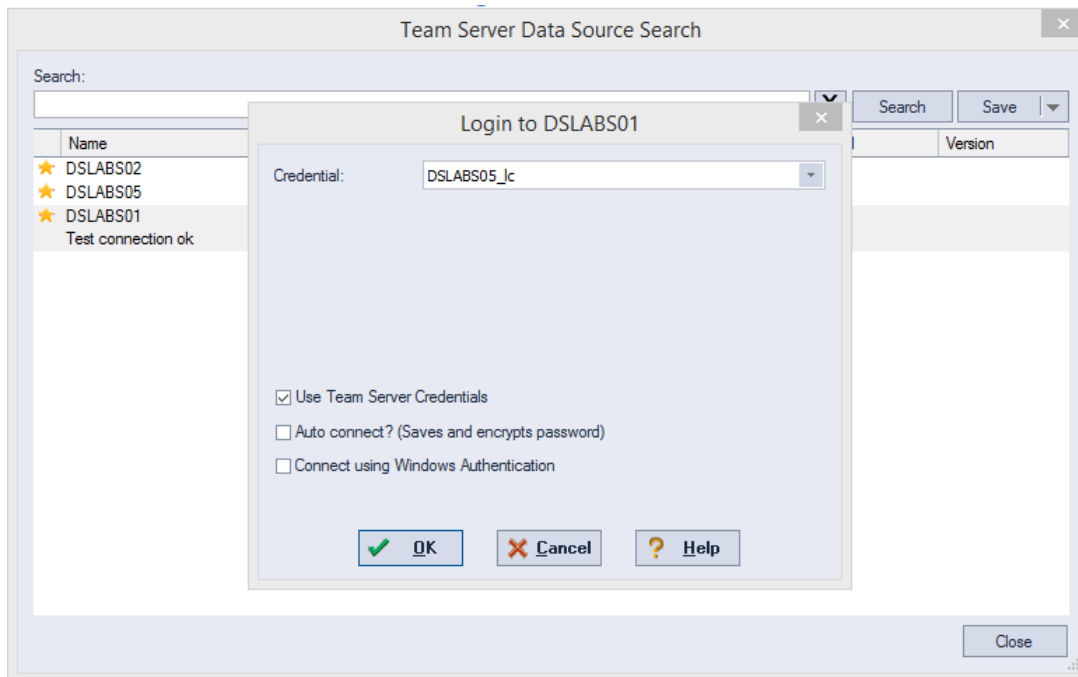 Team Server Data Source Search
Search:
Search
Save
Login to DSLABS01
Name
Version
DSLABS02
DSLABS05
DSLABS01
Test connection ok
Credential:
DSLABS05_lc
Use Team Server Credentials
Auto connect? (Saves and encrypts password)
Connect using Windows Authentication
OK
Cancel
Help
Close